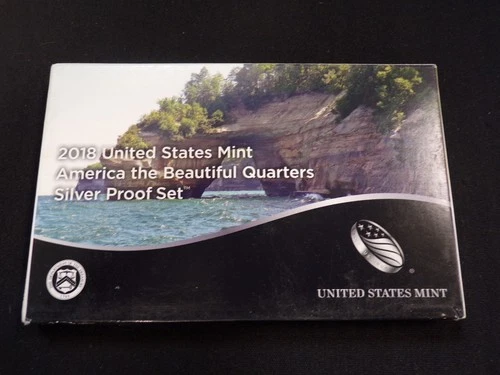 2018 United States Mint
America the Beautiful Quarters
Silver Proof Set™
UNITED STATES MINT